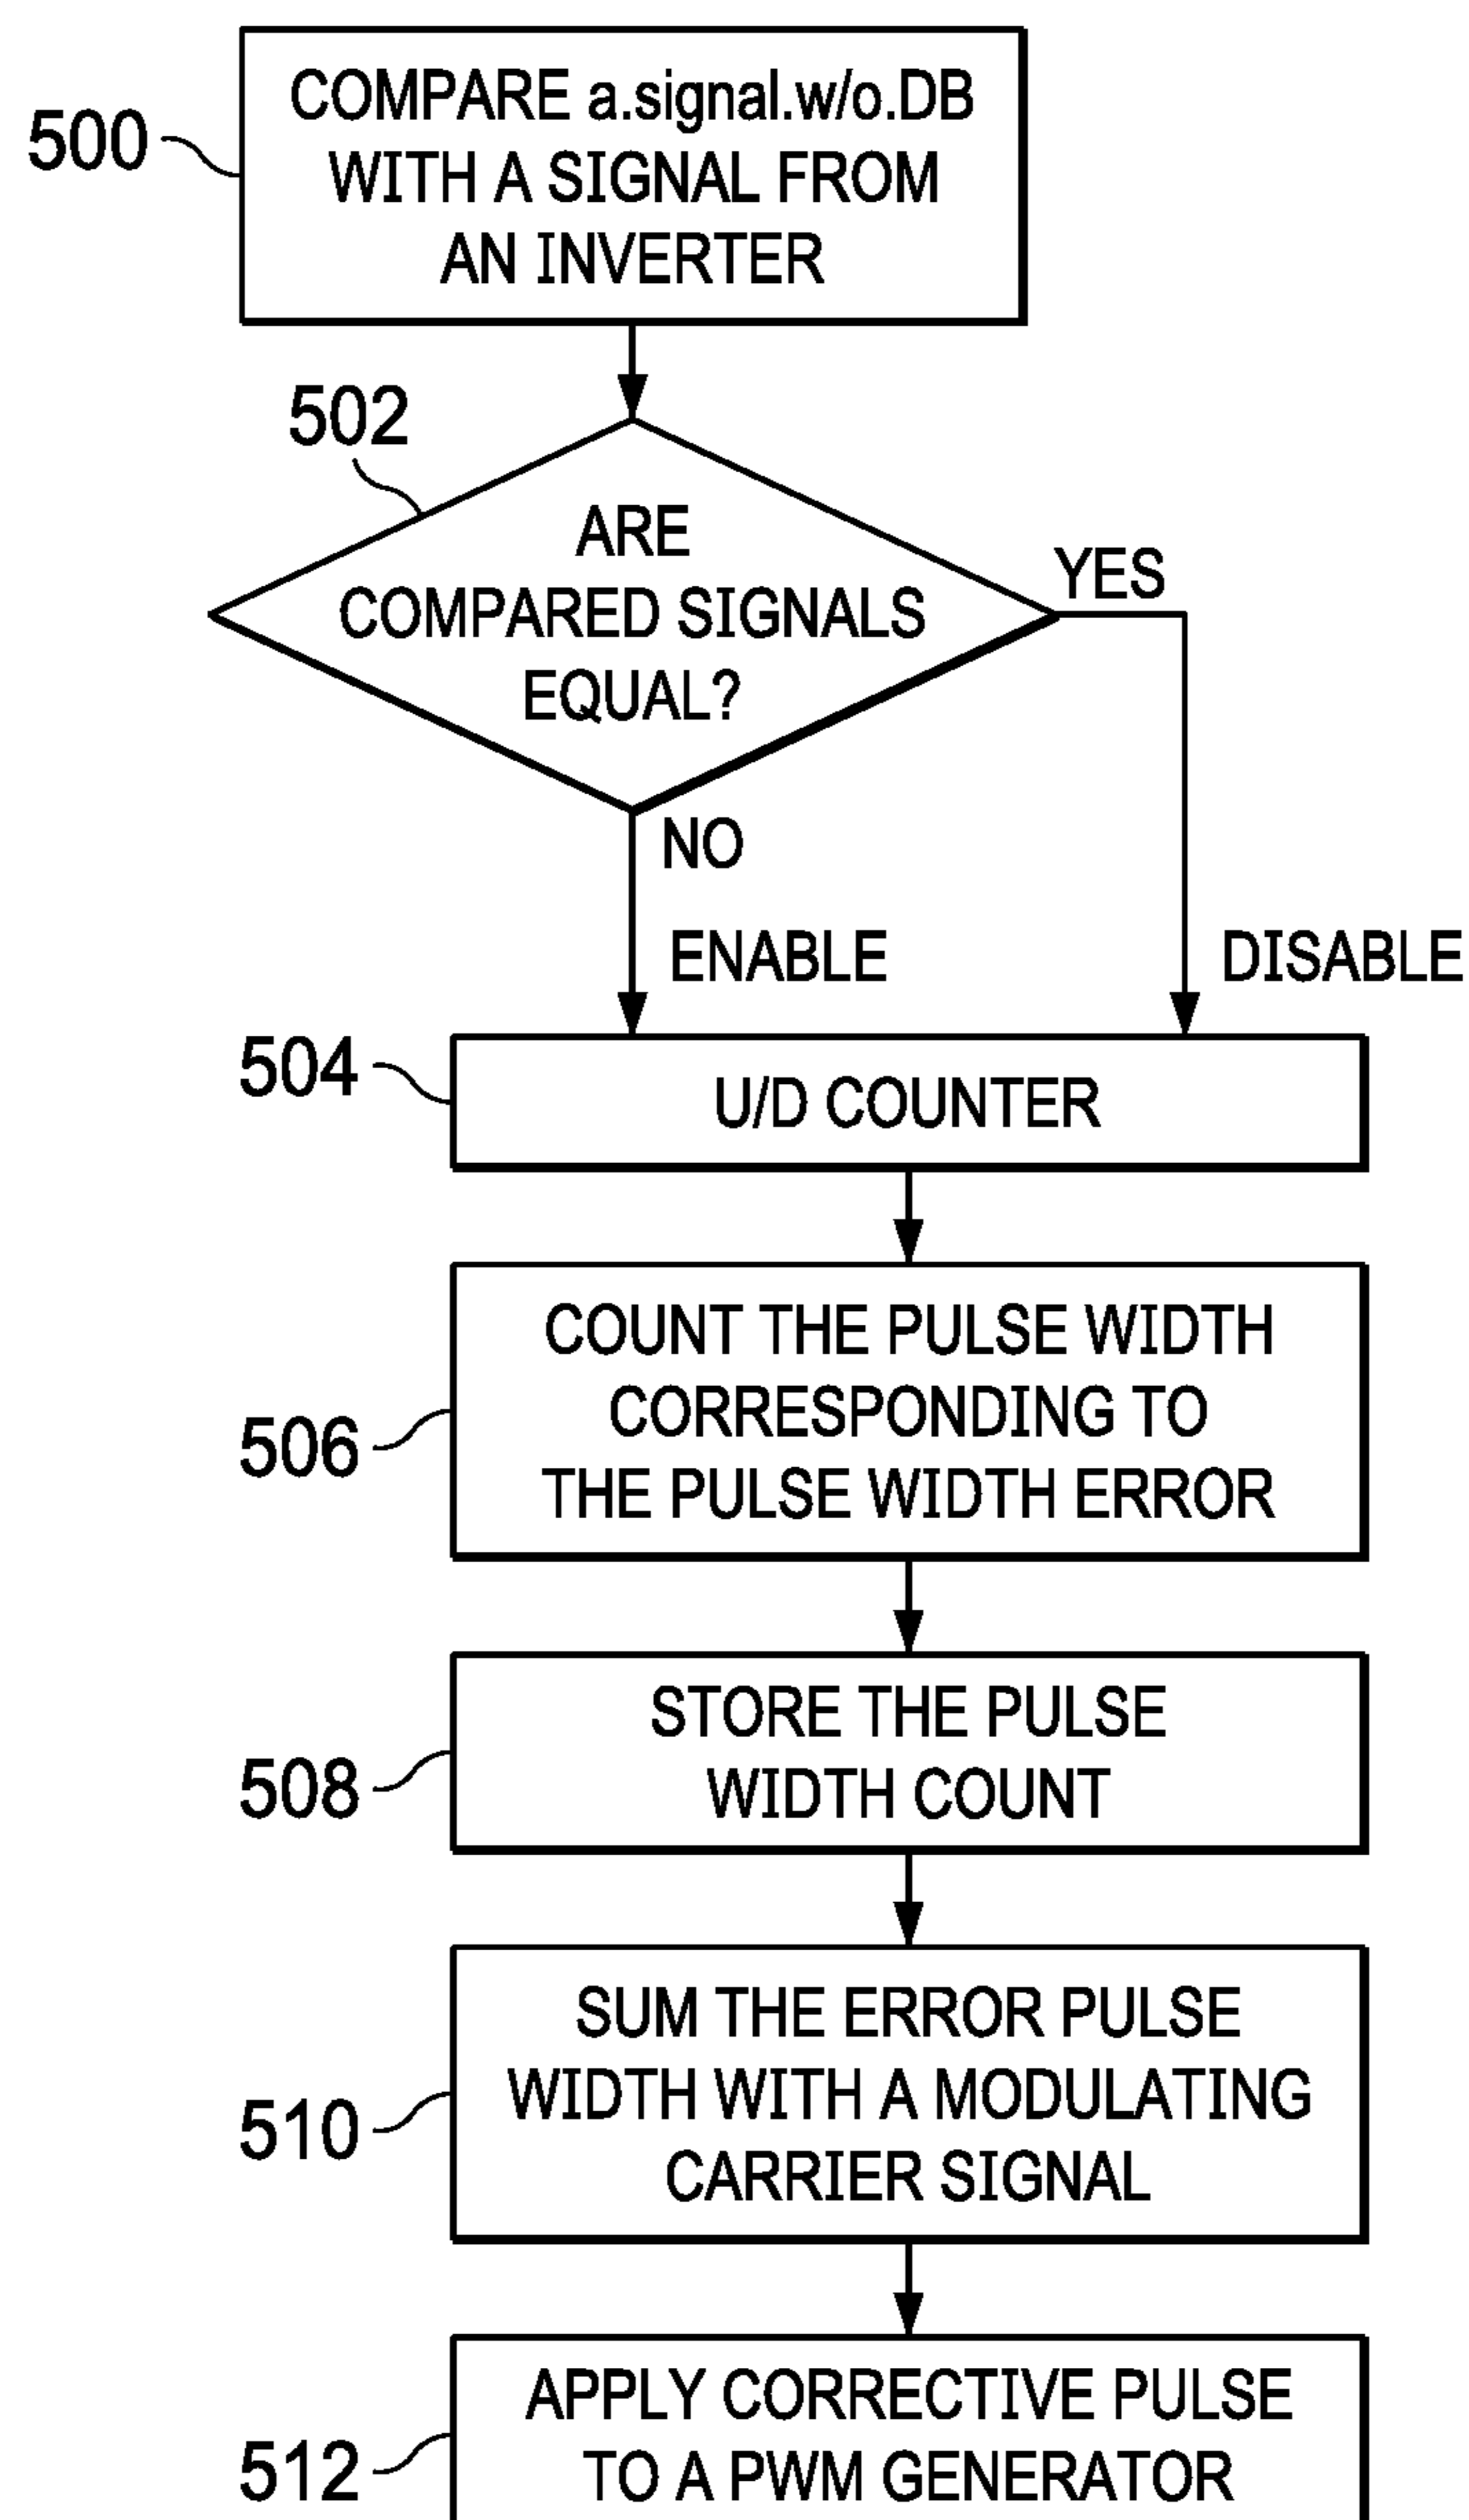 COMPARE a.signal.w/o.DB
WITH A SIGNAL FROM
AN INVERTER
500
502
ARE
COMPARED SIGNALS
EQUAL?
YES
NO
ENABLE
DISABLE
504
U/D COUNTER
COUNT THE PULSE WIDTH
CORRESPONDING TO
THE PULSE WIDTH ERROR
506
STORE THE PULSE
WIDTH COUNT
508
SUM THE ERROR PULSE
WIDTH WITH A MODULATING
CARRIER SIGNAL
510
APPLY CORRECTIVE PULSE
TO A PWM GENERATOR
512